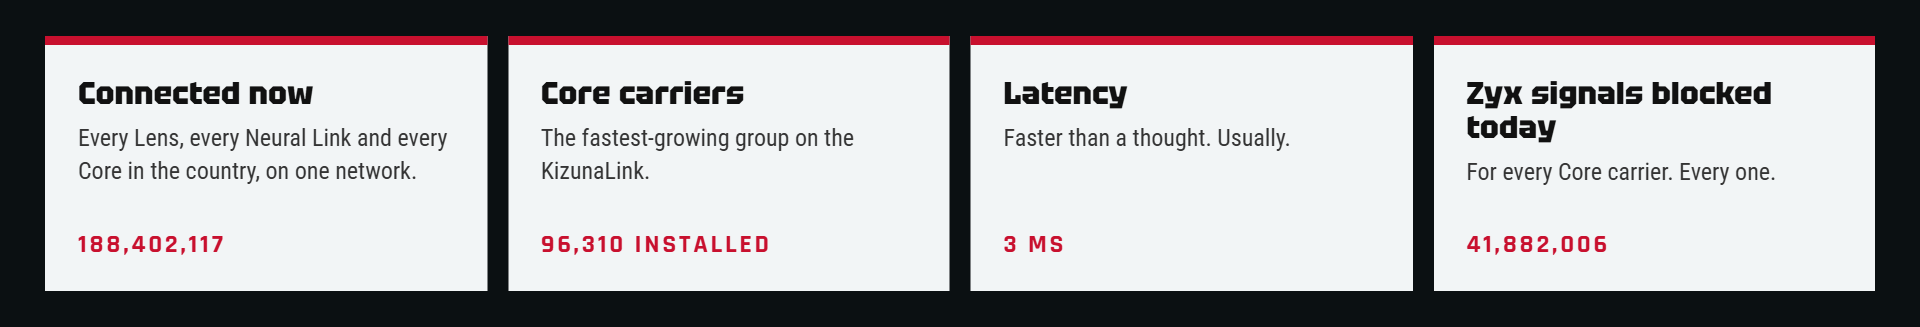 Connected now
Every Lens, every Neural Link and every
Core in the country, on one network.
188,402,117
Core carriers
The fastest-growing group on the
KizunaLink.
96,310 INSTALLED
Latency
Faster than a thought. Usually.
3 MS
Zyx signals blocked
today
For every Core carrier. Every one.
41,882,006